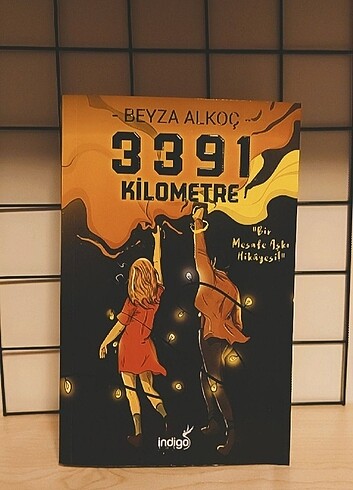 - BEYZA ALKOÇ -
3391
KİLOMETRE
"Bir
Mesafe Aşkı
Hikâyesi!"
indigo